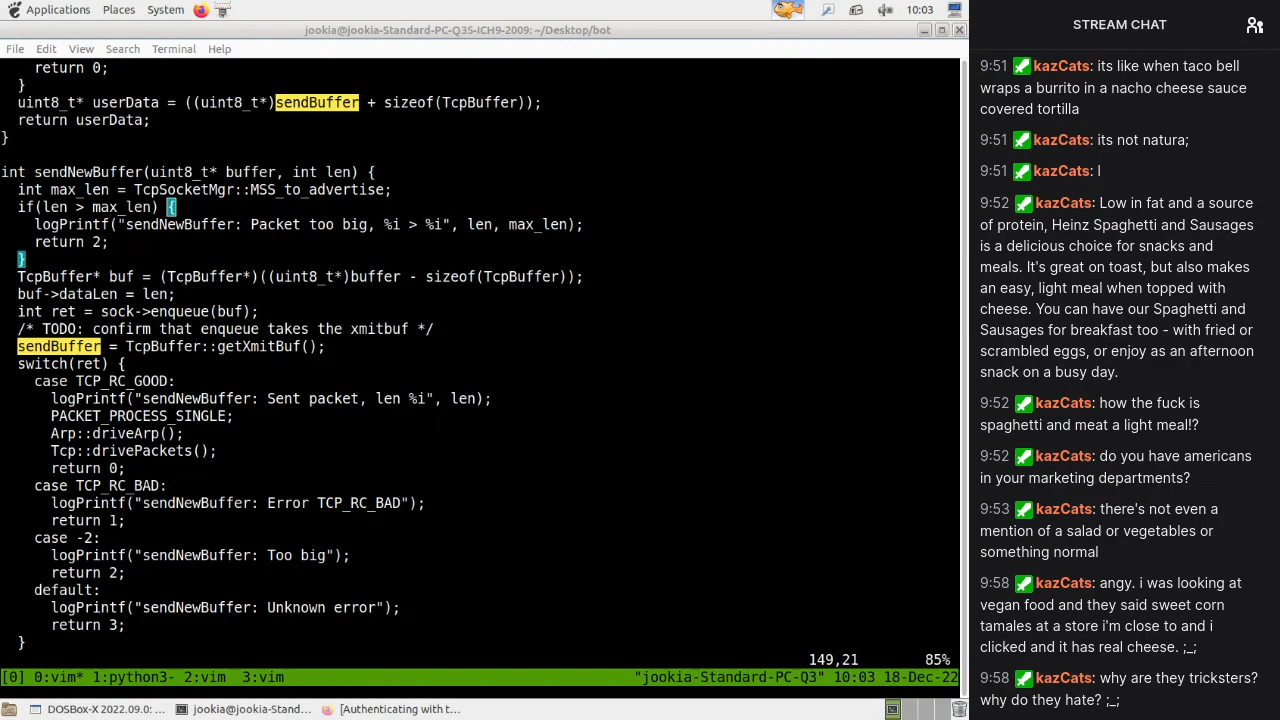 Applications Places System 10:03
jookia@jookia-Standard-PC-Q35-ICH9-2009: ~/Desktop/bot
File Edit View Search Terminal Help
return 0;
}
uint8_t* userData = ((uint8_t*)sendBuffer + sizeof(TcpBuffer));
return userData;
}
int sendNewBuffer(uint8_t* buffer, int len) {
int max_len = TcpSocketMgr::MSS_to_advertise;
if(len > max_len) {
logPrintf("sendNewBuffer: Packet too big, %i > %i", len, max_len);
return 2;
}
TcpBuffer* buf = (TcpBuffer*)((uint8_t*)buffer - sizeof(TcpBuffer));
buf->dataLen = len;
int ret = sock->enqueue(buf);
/* TODO: confirm that enqueue takes the xmitbuf */
sendBuffer = TcpBuffer::getXmitBuf();
switch(ret) {
case TCP_RC_GOOD:
logPrintf("sendNewBuffer: Sent packet, len %i", len);
PACKET_PROCESS_SINGLE;
Arp::driveArp();
Tcp::drivePackets();
return 0;
case TCP_RC_BAD:
logPrintf("sendNewBuffer: Error TCP_RC_BAD");
return 1;
case -2:
logPrintf("sendNewBuffer: Too big");
return 2;
default:
logPrintf("sendNewBuffer: Unknown error");
return 3;
}
149,21 85%
[0] 0:vim* 1:python3- 2:vim 3:vim "jookia-Standard-PC-Q3" 10:03 18-Dec-22
DOSBox-X 2022.09.0: ... jookia@jookia-Stand... [Authenticating with t...
STREAM CHAT
9:51 kazCats: its like when taco bell
wraps a burrito in a nacho cheese sauce
covered tortilla
9:51 kazCats: its not natura;
9:51 kazCats: l
9:52 kazCats: Low in fat and a source
of protein, Heinz Spaghetti and Sausages
is a delicious choice for snacks and
meals. It's great on toast, but also makes
an easy, light meal when topped with
cheese. You can have our Spaghetti and
Sausages for breakfast too - with fried or
scrambled eggs, or enjoy as an afternoon
snack on a busy day.
9:52 kazCats: how the fuck is
spaghetti and meat a light meal!?
9:52 kazCats: do you have americans
in your marketing departments?
9:53 kazCats: there's not even a
mention of a salad or vegetables or
something normal
9:58 kazCats: angry. i was looking at
vegan food and they said sweet corn
tamales at a store i'm close to and i
clicked and it has real cheese. ;_;
9:58 kazCats: why are they tricksters?
why do they hate? ;_;